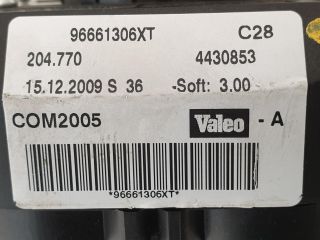 96661306XT C28
204.770 4430853
15.12.2009 S 36 -Soft: 3.00
COM2005 Valeo - A
*96661306XT*